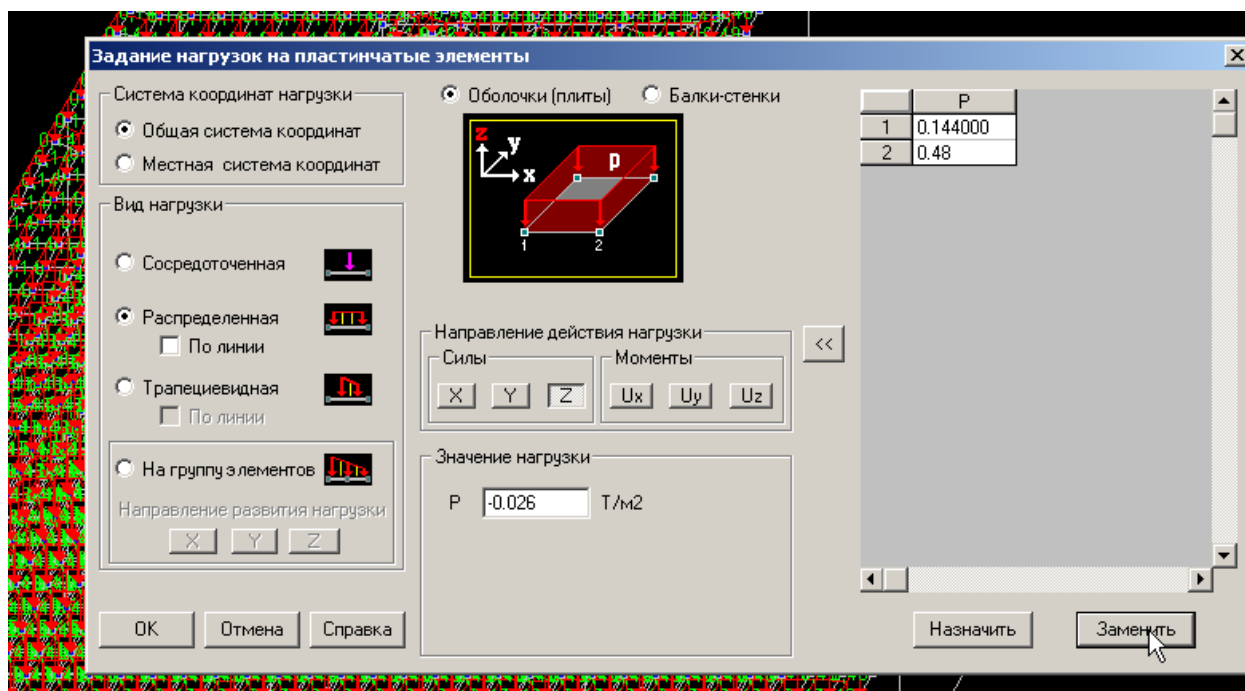 Задание нагрузок на пластинчатые элементы
Система координат нагрузки
Общая система координат
Местная система координат
Вид нагрузки
Сосредоточенная
Распределенная
По линии
Трапециевидная
По линии
На группу элементов
Направление развития нагрузки
X Y Z
OK Отмена Справка
Оболочки (плиты) Балки-стенки
z y x p
1 2
Направление действия нагрузки
Силы Моменты
X Y Z Ux Uy Uz
Значение нагрузки
P -0.026 Т/м2
<<
P
1 0.144000
2 0.48
Назначить Заменить